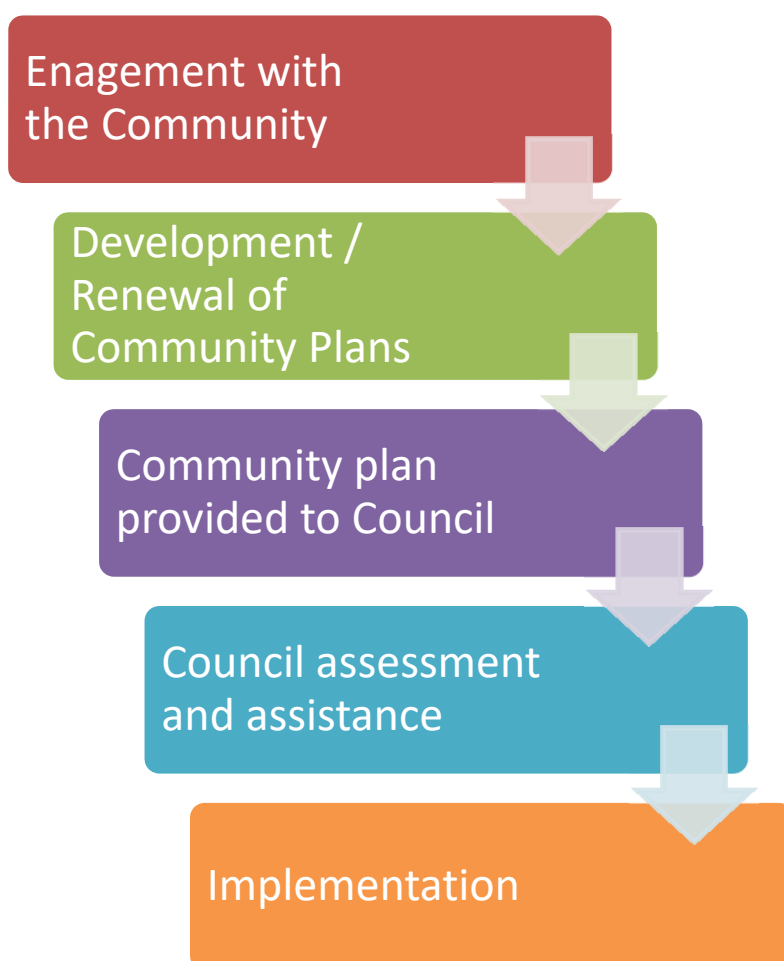 Enagement with
the Community
Development /
Renewal of
Community Plans
Community plan
provided to Council
Council assessment
and assistance
Implementation